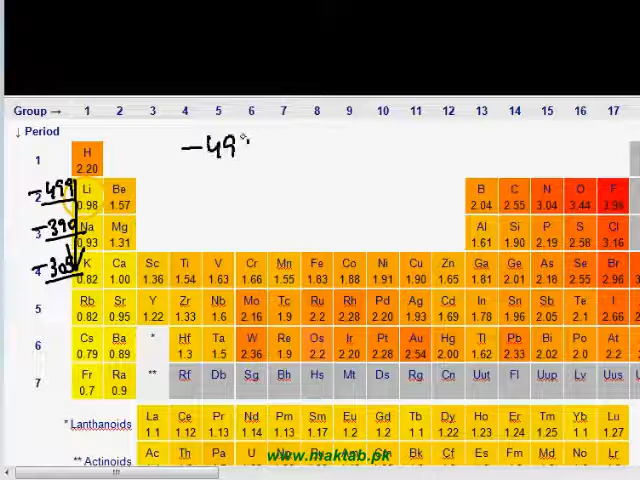 Group → 1 2 3 4 5 6 7 8 9 10 11 12 13 14 15 16 17
↓ Period
1 H
2.20
-49
2 Li Be B C N O F
0.98 1.57 2.04 2.55 3.04 3.44 3.98
-499
3 Na Mg Al Si P S Cl
0.93 1.31 1.61 1.90 2.19 2.58 3.16
-390
4 K Ca Sc Ti V Cr Mn Fe Co Ni Cu Zn Ga Ge As Se Br
0.82 1.00 1.36 1.54 1.63 1.66 1.55 1.83 1.88 1.91 1.90 1.65 1.81 2.01 2.18 2.55 2.96
5 Rb Sr Y Zr Nb Mo Tc Ru Rh Pd Ag Cd In Sn Sb Te I
0.82 0.95 1.22 1.33 1.6 2.16 1.9 2.2 2.28 2.20 1.93 1.69 1.78 1.96 2.05 2.1 2.66
6 Cs Ba * Hf Ta W Re Os Ir Pt Au Hg Tl Pb Bi Po At
0.79 0.89 1.3 1.5 2.36 1.9 2.2 2.20 2.28 2.54 2.00 1.62 2.33 2.02 2.0 2.2
7 Fr Ra ** Rf Db Sg Bh Hs Mt Ds Rg Cn Uut Fl Uup Lv Uus
0.7 0.9
* Lanthanoids La Ce Pr Nd Pm Sm Eu Gd Tb Dy Ho Er Tm Yb Lu
1.1 1.12 1.13 1.14 1.13 1.17 1.2 1.2 1.1 1.22 1.23 1.24 1.25 1.1 1.27
** Actinoids Ac Th Pa U Np Pu Am Cm Bk Cf Es Fm Md No Lr
www.maktab.pk